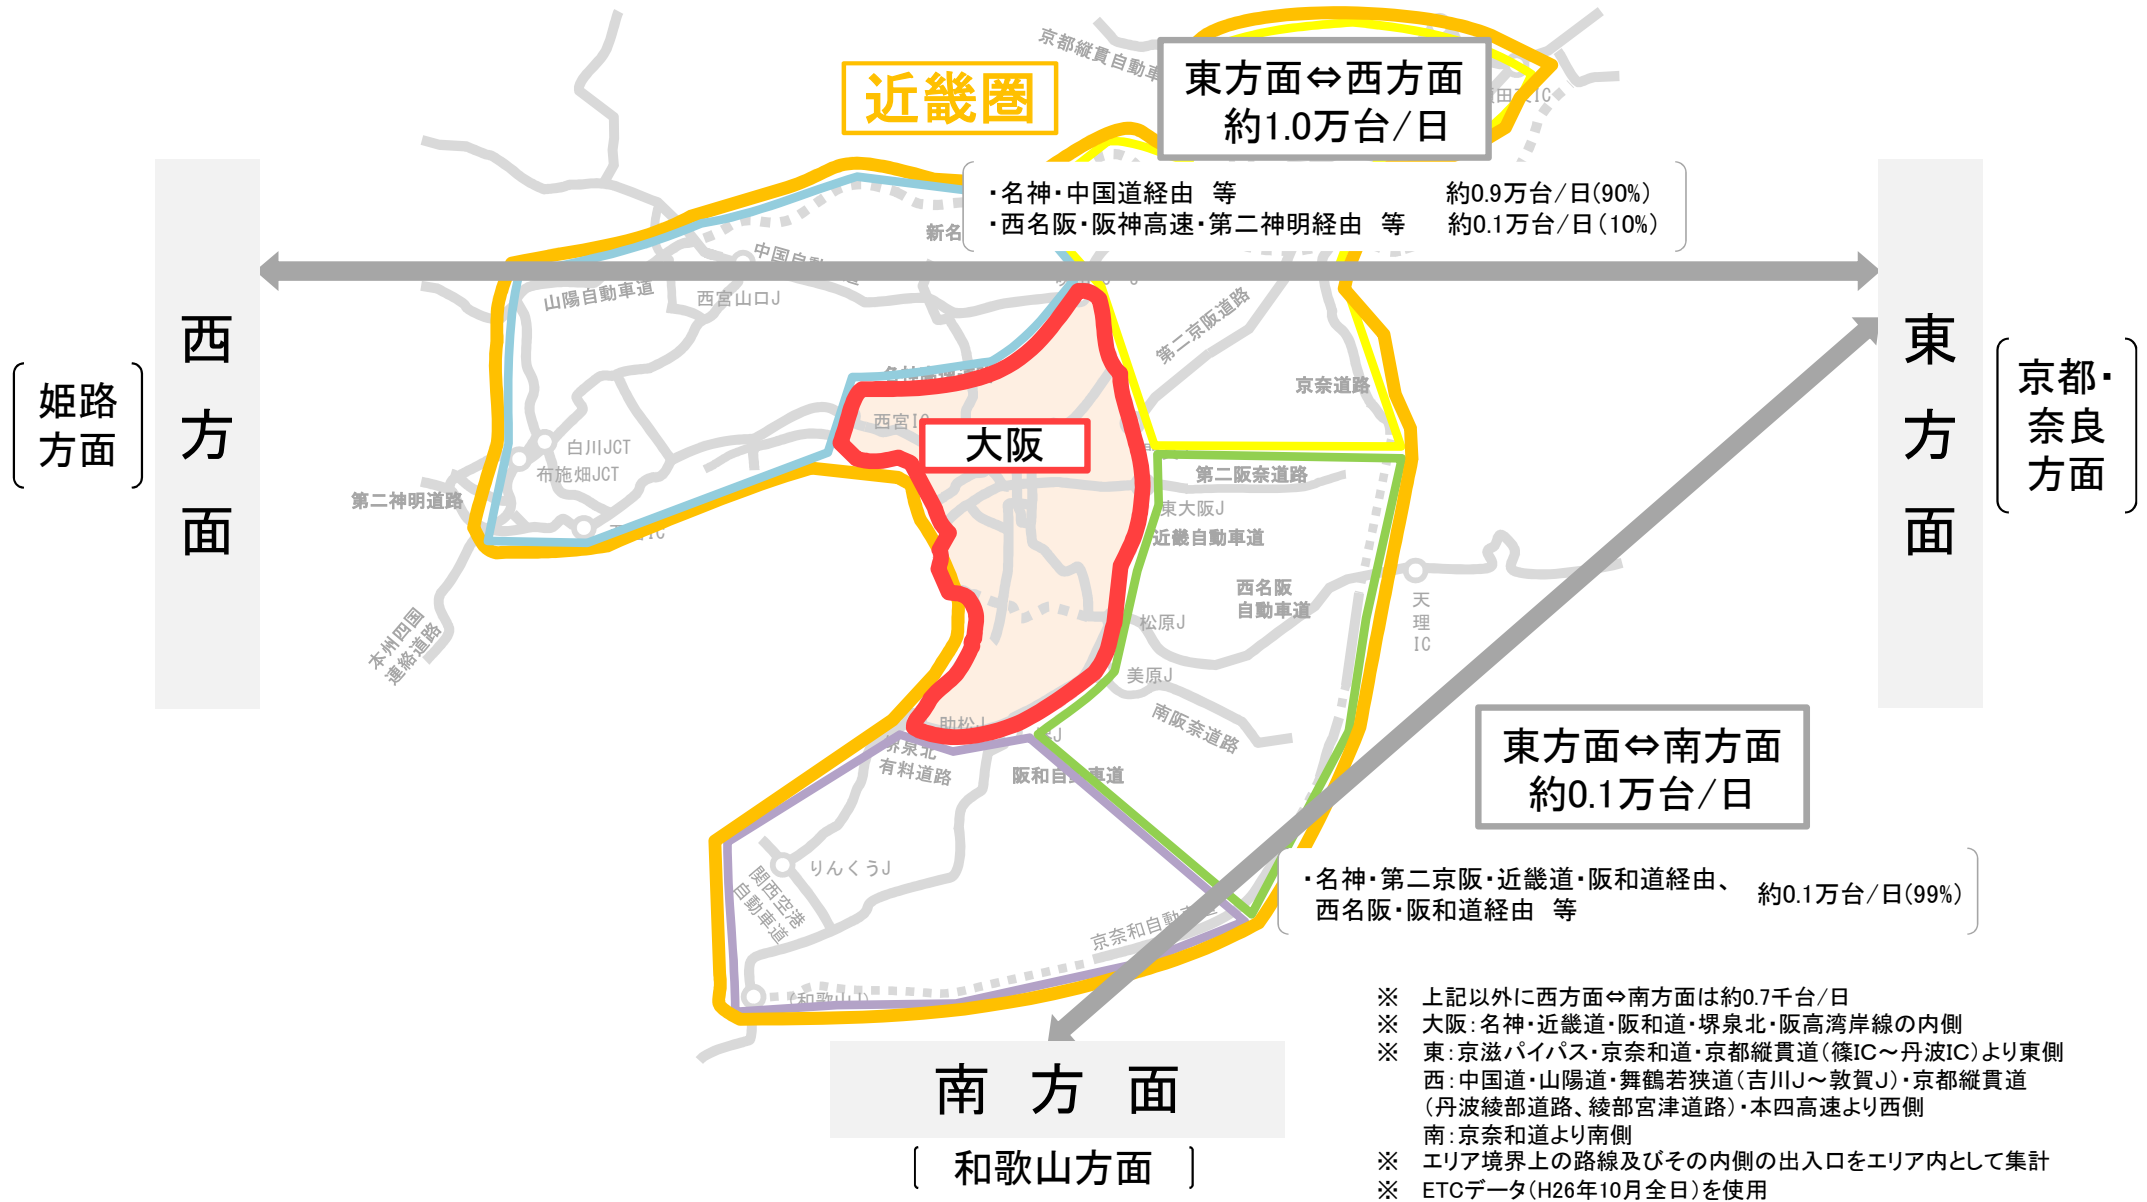 近畿圏
東方面⇔西方面
約1.0万台/日
・名神・中国道経由 等 約0.9万台/日(90%)
・西名阪・阪神高速・第二神明経由 等 約0.1万台/日(10%)
西方面
姫路
方面
東方面
京都・
奈良
方面
山陽自動車道
西宮山口J
第二京阪道路
京奈道路
西宮IC
大阪
白川JCT
布施畑JCT
第二神明道路
第二阪奈道路
東大阪J
近畿自動車道
西名阪
自動車道
天理IC
松原J
本州四国
連絡道路
美原J
南阪奈道路
助松J
堺泉北
有料道路
阪和自動車道
東方面⇔南方面
約0.1万台/日
りんくうJ
関西空港
自動車道
・名神・第二京阪・近畿道・阪和道経由、
西名阪・阪和道経由 等 約0.1万台/日(99%)
京奈和自動車道
(和歌山J)
南方面
和歌山方面
※ 上記以外に西方面⇔南方面は約0.7千台/日
※ 大阪:名神・近畿道・阪和道・堺泉北・阪高湾岸線の内側
※ 東:京滋バイパス・京奈和道・京都縦貫道(篠IC~丹波IC)より東側
西:中国道・山陽道・舞鶴若狭道(吉川J~敦賀J)・京都縦貫道
(丹波綾部道路、綾部宮津道路)・本四高速より西側
南:京奈和道より南側
※ エリア境界上の路線及びその内側の出入口をエリア内として集計
※ ETCデータ(H26年10月全日)を使用